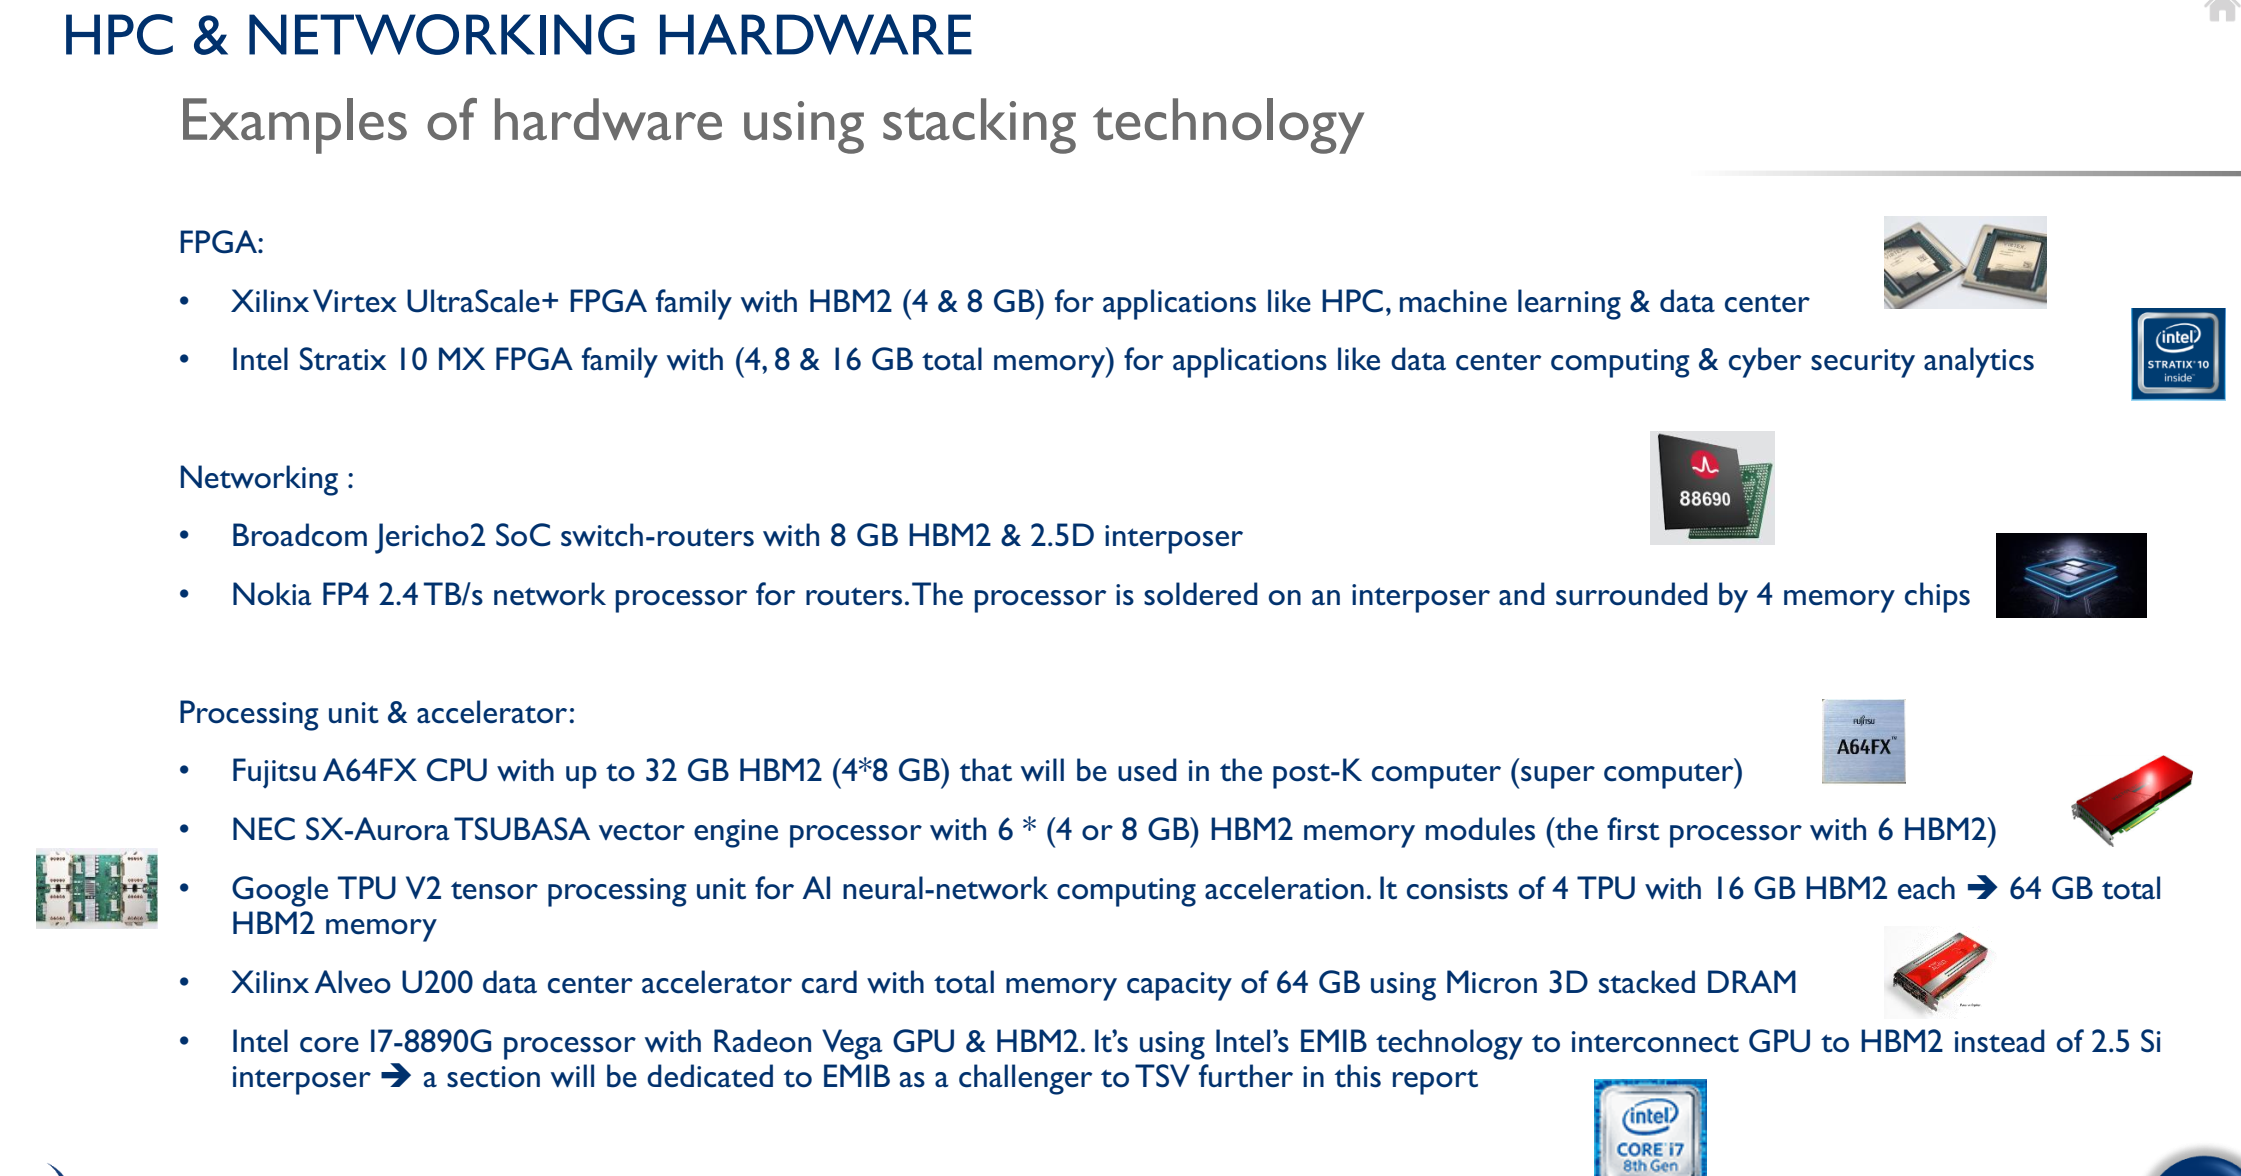 HPC & NETWORKING HARDWARE
Examples of hardware using stacking technology
FPGA:
• Xilinx Virtex UltraScale+ FPGA family with HBM2 (4 & 8 GB) for applications like HPC, machine learning & data center
• Intel Stratix 10 MX FPGA family with (4, 8 & 16 GB total memory) for applications like data center computing & cyber security analytics
(intel)
STRATIX 10
inside
Networking :
88690
• Broadcom Jericho2 SoC switch-routers with 8 GB HBM2 & 2.5D interposer
• Nokia FP4 2.4 TB/s network processor for routers. The processor is soldered on an interposer and surrounded by 4 memory chips
Processing unit & accelerator:
FUJITSU
A64FX™
• Fujitsu A64FX CPU with up to 32 GB HBM2 (4*8 GB) that will be used in the post-K computer (super computer)
• NEC SX-Aurora TSUBASA vector engine processor with 6 * (4 or 8 GB) HBM2 memory modules (the first processor with 6 HBM2)
• Google TPU V2 tensor processing unit for AI neural-network computing acceleration. It consists of 4 TPU with 16 GB HBM2 each ➔ 64 GB total
HBM2 memory
• Xilinx Alveo U200 data center accelerator card with total memory capacity of 64 GB using Micron 3D stacked DRAM
• Intel core I7-8890G processor with Radeon Vega GPU & HBM2. It's using Intel's EMIB technology to interconnect GPU to HBM2 instead of 2.5 Si
interposer ➔ a section will be dedicated to EMIB as a challenger to TSV further in this report
(intel)
CORE i7
8th Gen